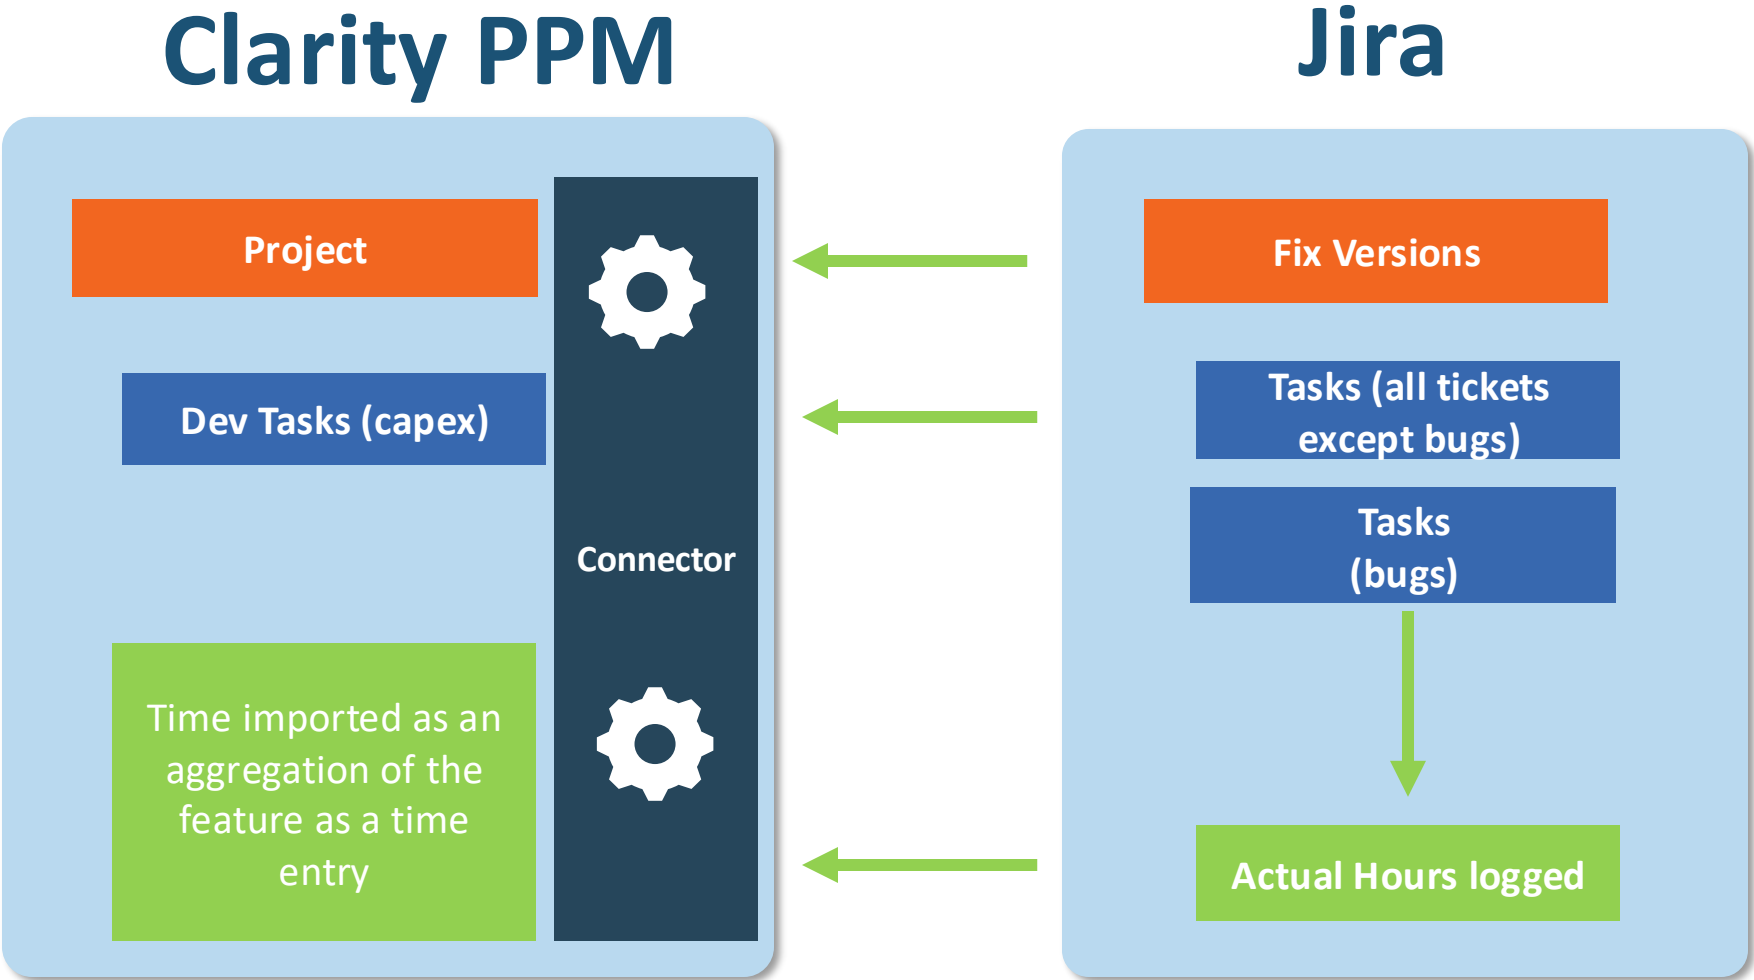 Clarity PPM
Jira
Project
Dev Tasks (capex)
Connector
Time imported as an
aggregation of the
feature as a time
entry
Fix Versions
Tasks (all tickets
except bugs)
Tasks
(bugs)
Actual Hours logged